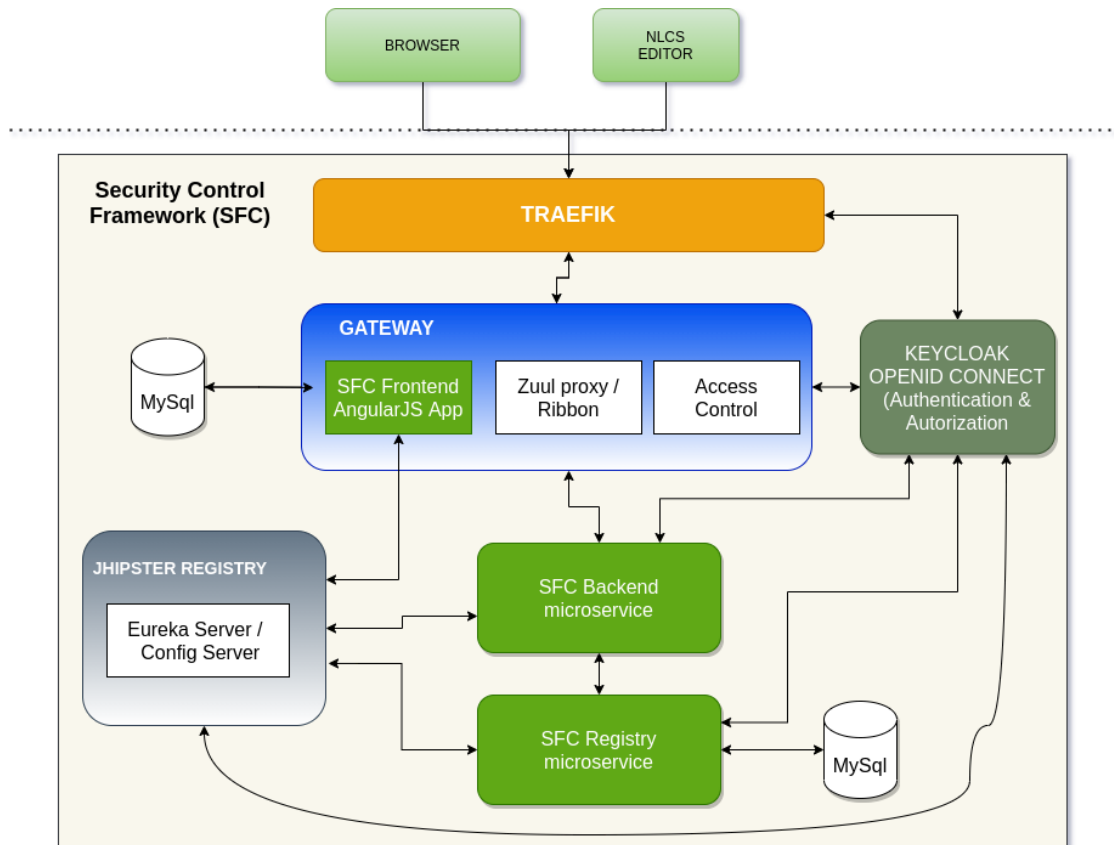 BROWSER
NLCS
EDITOR
Security Control
Framework (SFC)
TRAEFIK
GATEWAY
SFC Frontend
AngularJS App
Zuul proxy /
Ribbon
Access
Control
MySql
KEYCLOAK
OPENID CONNECT
(Authentication &
Autorization
JHIPSTER REGISTRY
Eureka Server /
Config Server
SFC Backend
microservice
SFC Registry
microservice
MySql